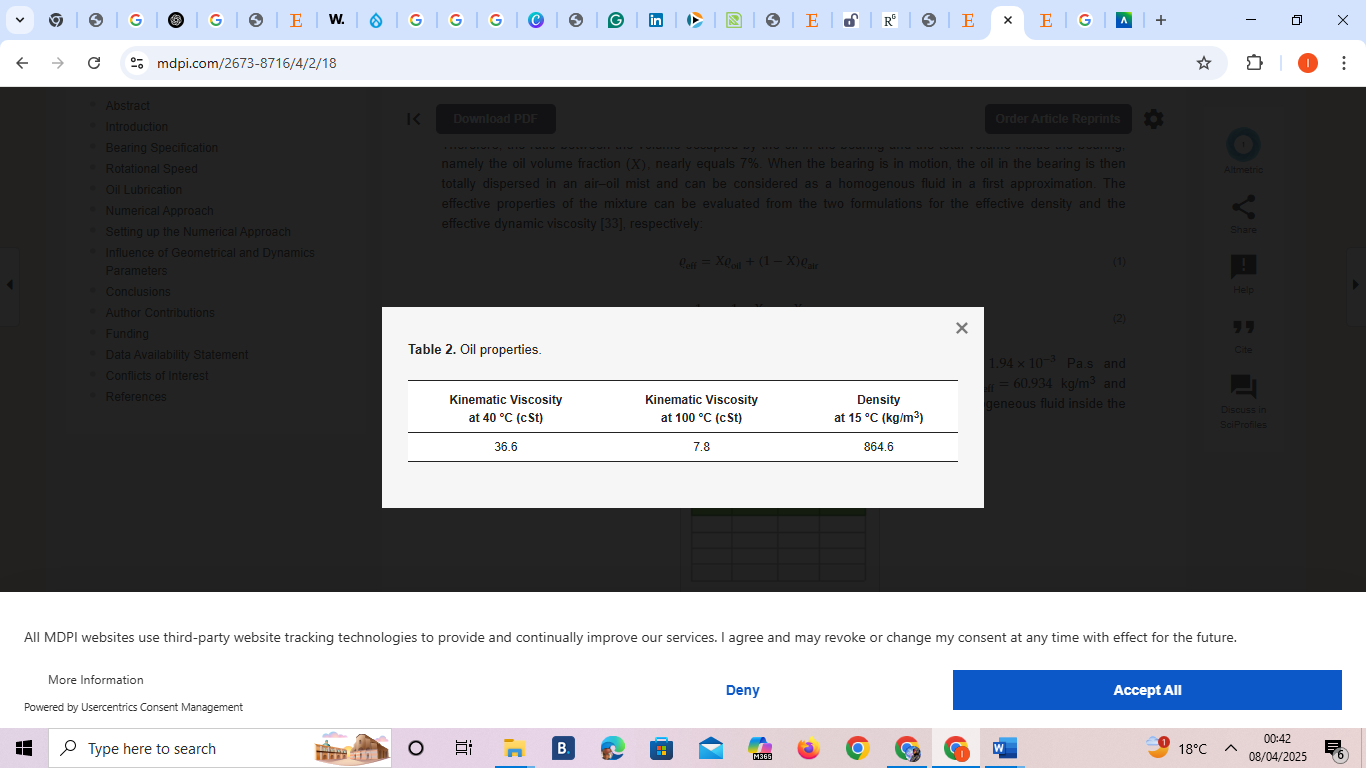 W.
mdpi.com/2673-8716/4/2/18
Abstract
Introduction
Bearing Specification
Rotational Speed
Oil Lubrication
Numerical Approach
Setting up the Numerical Approach
Influence of Geometrical and Dynamics
Parameters
Conclusions
Author Contributions
Funding
Data Availability Statement
Conflicts of Interest
References
Download PDF
Order Article Reprints
namely the oil volume fraction (X), nearly equals 7%. When the bearing is in motion, the oil in the bearing is then
totally dispersed in an air–oil mist and can be considered as a homogenous fluid in a first approximation. The
effective properties of the mixture can be evaluated from the two formulations for the effective density and the
effective dynamic viscosity [33], respectively:
ϱeff = Xϱoil + (1 − X)ϱair (1)
(2)
1.94 × 10⁻³ Pa.s and
= 60.934 kg/m³ and
geneous fluid inside the
Altmetric
Share
Help
Cite
Discuss in
SciProfiles
Table 2. Oil properties.
Kinematic Viscosity Kinematic Viscosity Density
at 40 °C (cSt) at 100 °C (cSt) at 15 °C (kg/m³)
36.6 7.8 864.6
All MDPI websites use third-party website tracking technologies to provide and continually improve our services. I agree and may revoke or change my consent at any time with effect for the future.
More Information
Deny
Accept All
Powered by Usercentrics Consent Management
Type here to search
18°C
00:42
08/04/2025
6